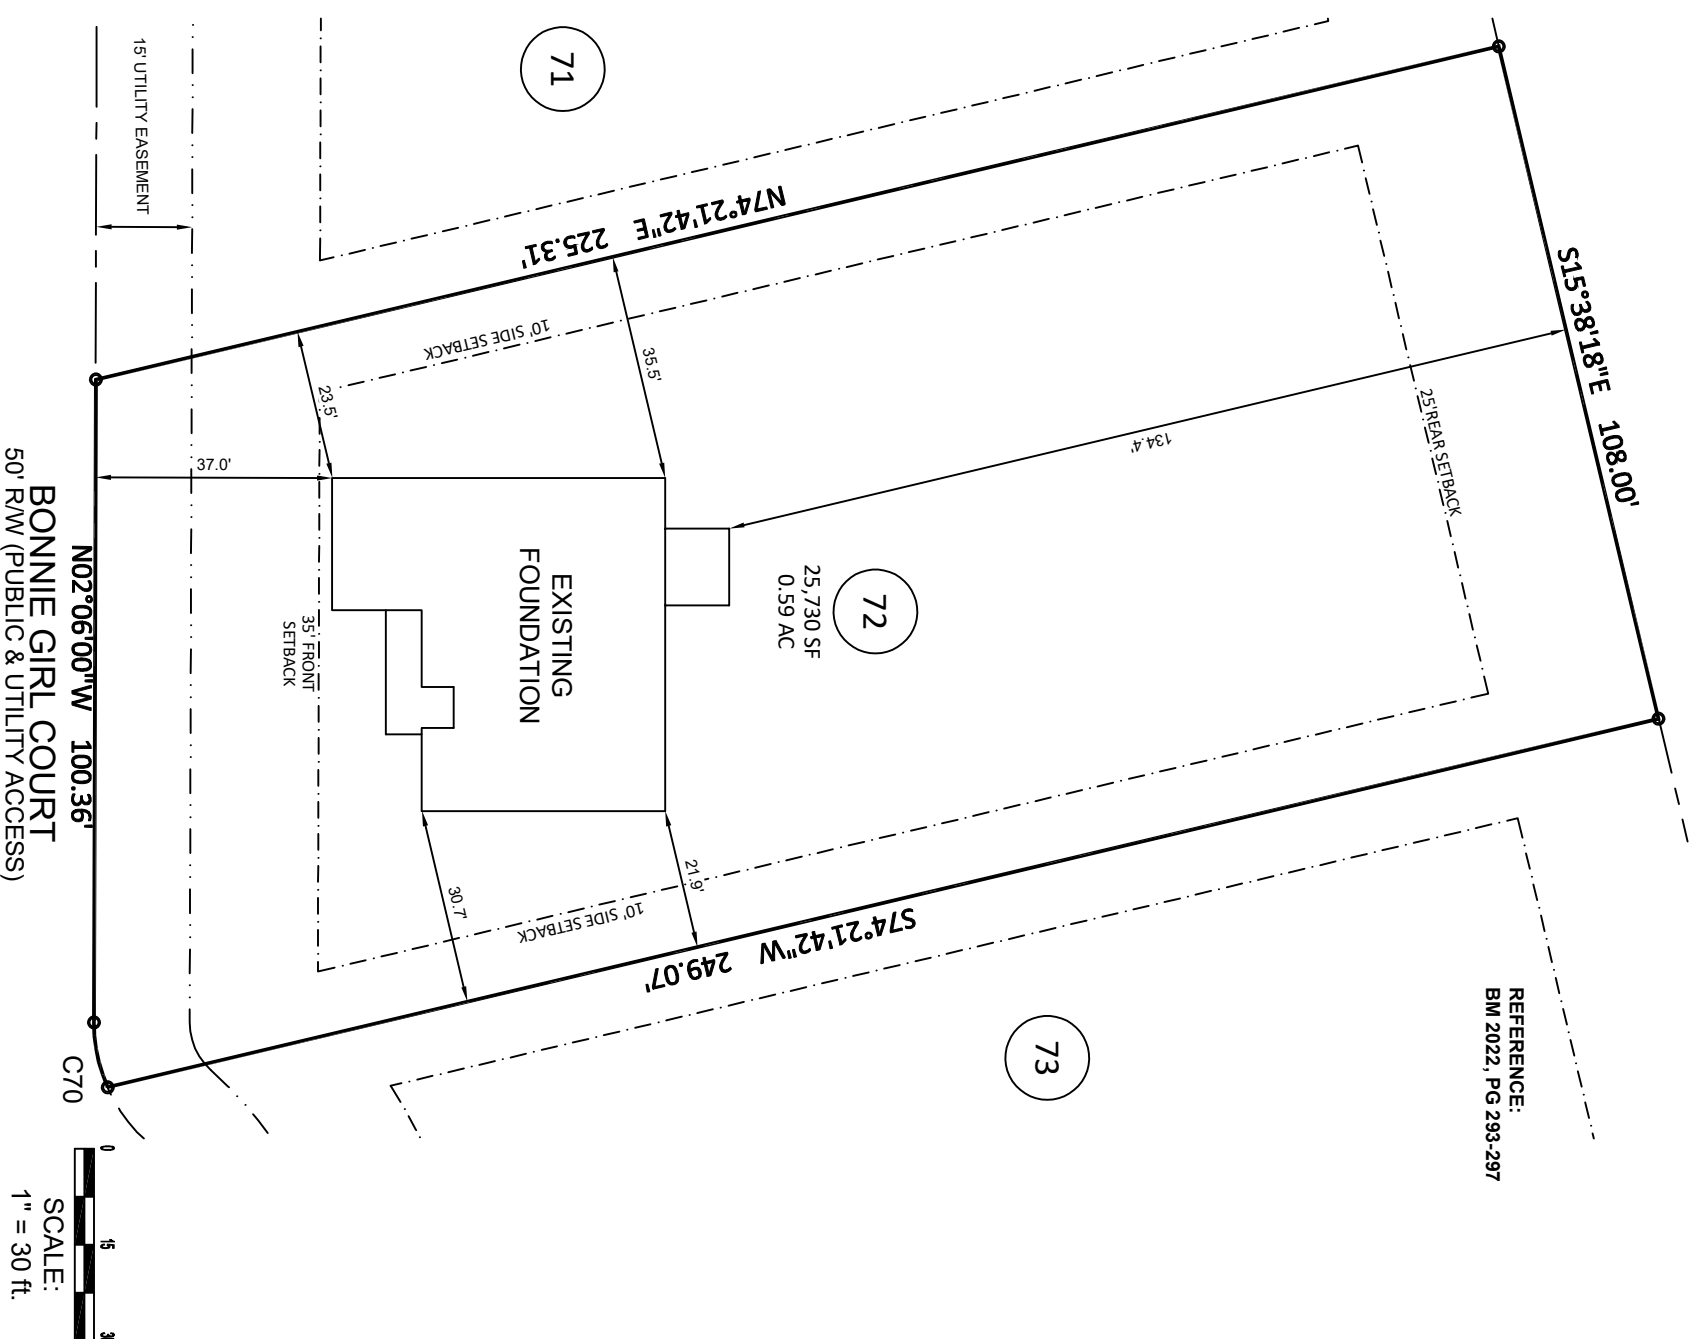 71
15' UTILITY EASEMENT
N74°21'42"E 225.31'
S15°38'18"E 108.00'
10' SIDE SETBACK
35.5'
23.5'
37.0'
134.4'
25'REAR SETBACK
72
25,730 SF
0.59 AC
EXISTING
FOUNDATION
35' FRONT
SETBACK
N02°06'00"W 100.36'
BONNIE GIRL COURT
50' R/W (PUBLIC & UTILITY ACCESS)
21.9'
30.7'
10' SIDE SETBACK
S74°21'42"W 249.07'
73
C70
REFERENCE:
BM 2022, PG 293-297
0 15 30
SCALE:
1" = 30 ft.